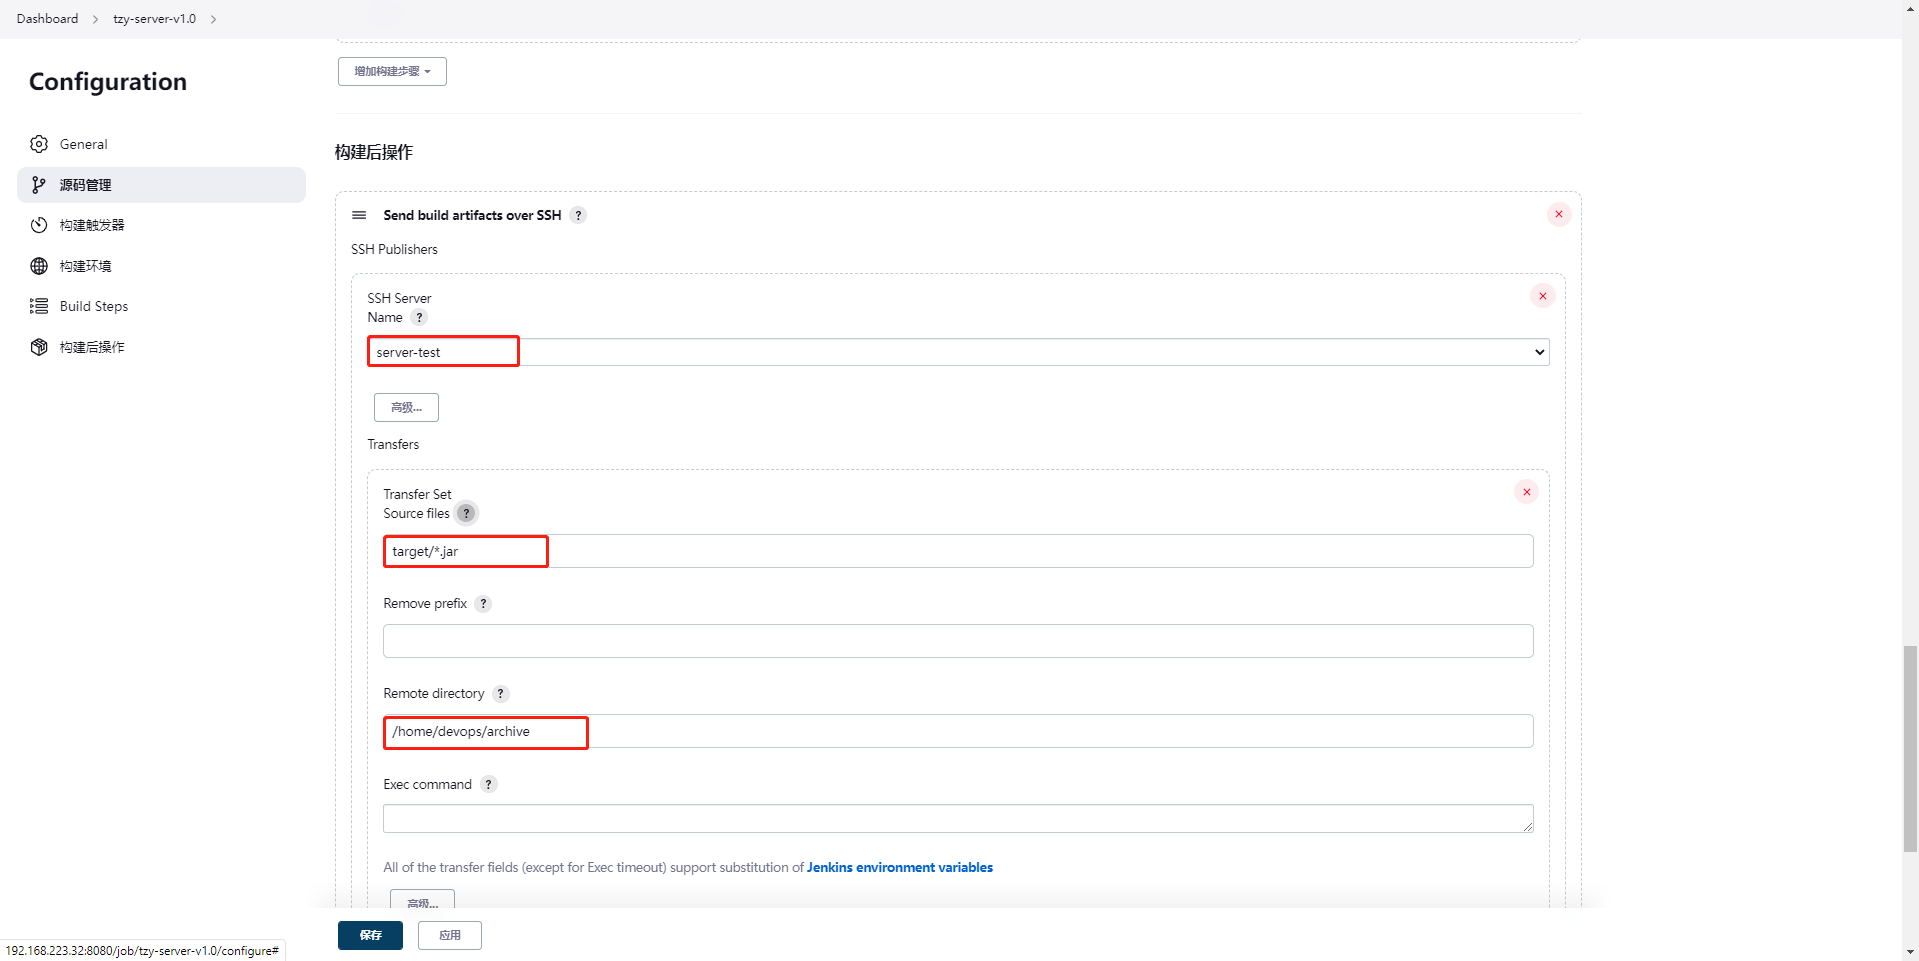 Dashboard > tzy-server-v1.0 >
Configuration
General
源码管理
构建触发器
构建环境
Build Steps
构建后操作
增加构建步骤
构建后操作
Send build artifacts over SSH ?
SSH Publishers
SSH Server
Name ?
server-test
高级...
Transfers
Transfer Set
Source files ?
target/*.jar
Remove prefix ?
Remote directory ?
/home/devops/archive
Exec command ?
All of the transfer fields (except for Exec timeout) support substitution of Jenkins environment variables
高级...
保存 应用
192.168.223.32:8080/job/tzy-server-v1.0/configure#